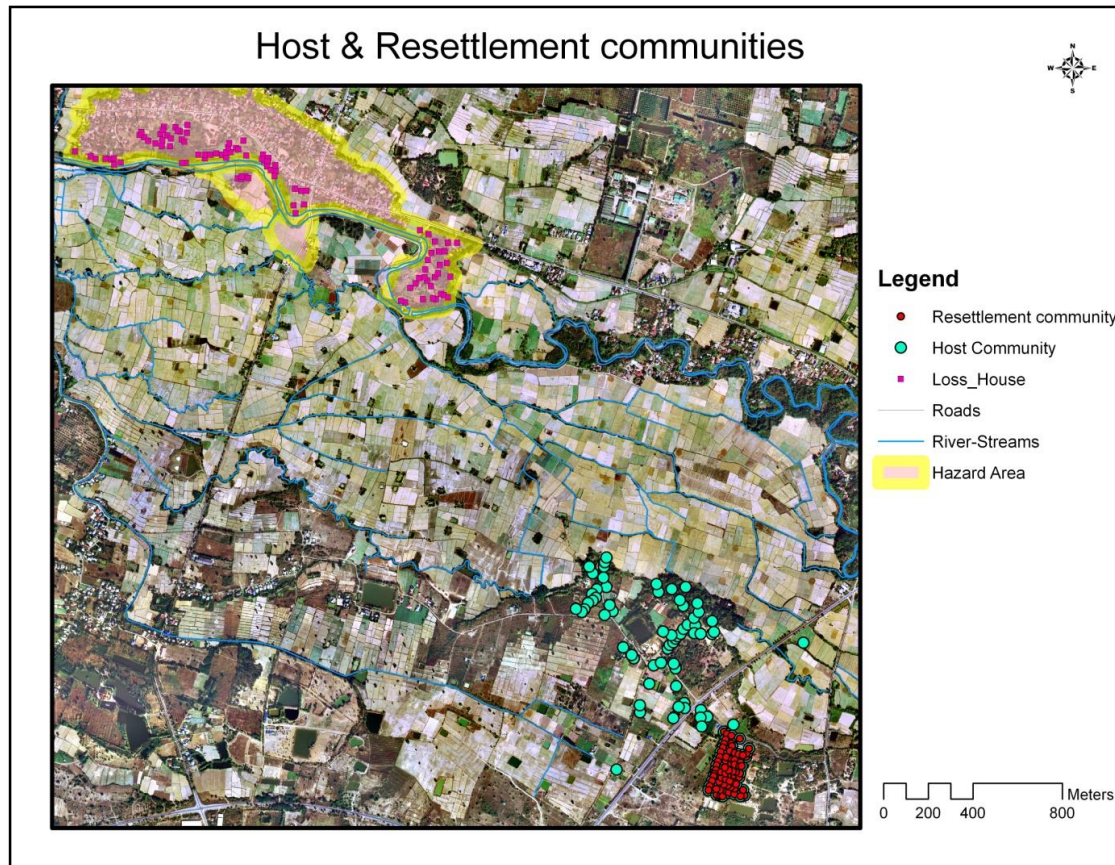 Host & Resettlement communities
N
W E
S
Legend
Resettlement community
Host Community
Loss_House
Roads
River-Streams
Hazard Area
Meters
0 200 400 800